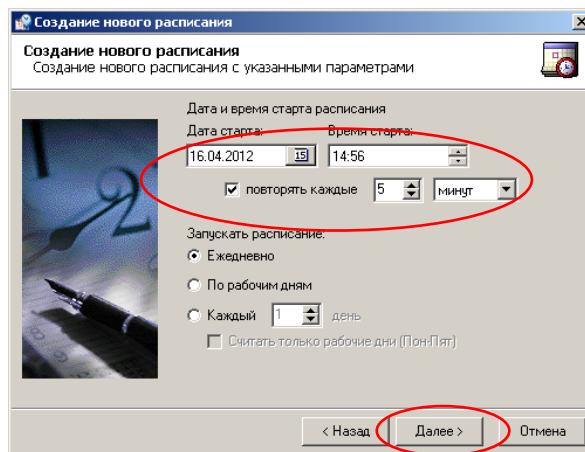 Создание нового расписания
Создание нового расписания
Создание нового расписания с указанными параметрами
Дата и время старта расписания
Дата старта: Время старта:
16.04.2012 15 14:56
повторять каждые 5 минут
Запускать расписание:
Ежедневно
По рабочим дням
Каждый 1 день
Считать только рабочие дни (Пон-Пят)
< Назад Далее > Отмена